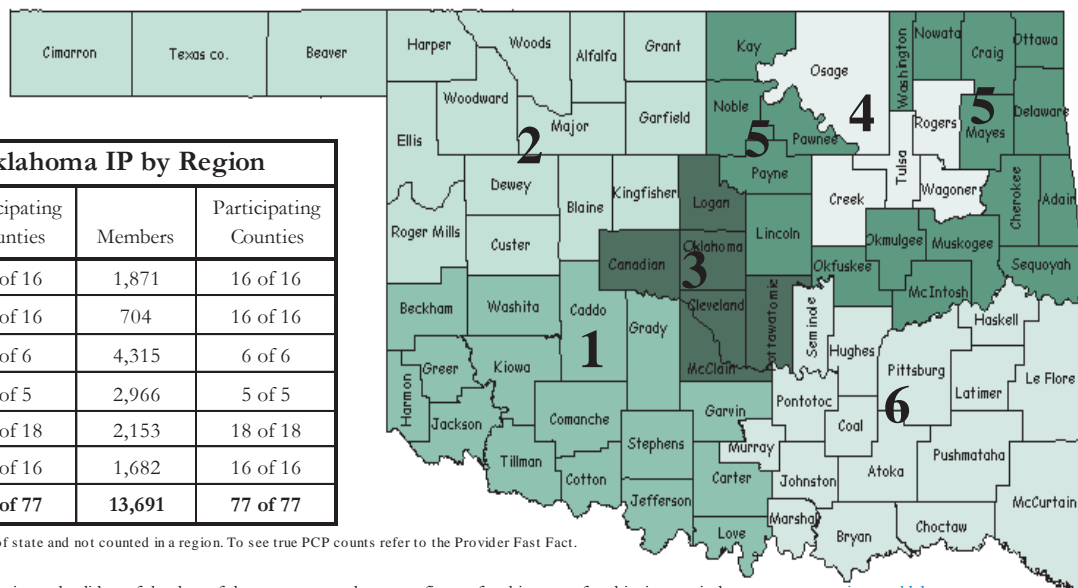 Oklahoma IP by Region
Participating Counties Members Participating Counties
of 16 1,871 16 of 16
of 16 704 16 of 16
of 6 4,315 6 of 6
of 5 2,966 5 of 5
of 18 2,153 18 of 18
of 16 1,682 16 of 16
of 77 13,691 77 of 77
of state and not counted in a region. To see true PCP counts refer to the Provider Fast Fact.
Cimarron Texas co. Beaver Harper Woods Alfalfa Grant Kay Osage Washington Nowata Craig Ottawa
Ellis Woodward Major Garfield Noble Pawnee Rogers Mayes Delaware
2 5 4 5
Roger Mills Dewey Blaine Kingfisher Logan Payne Creek Tulsa Wagoner Cherokee Adair
Custer Canadian Oklahoma Lincoln Okfuskee Okmulgee Muskogee Sequoyah
3
Beckham Washita Caddo Grady Cleveland McClain Pottawatomie Seminole Hughes McIntosh Haskell
1 6
Harmon Greer Kiowa Jackson Comanche Tillman Cotton Stephens Garvin Pontotoc Coal Pittsburg Latimer Le Flore
Jefferson Carter Murray Johnston Atoka Pushmataha McCurtain
Love Marshal Bryan Choctaw